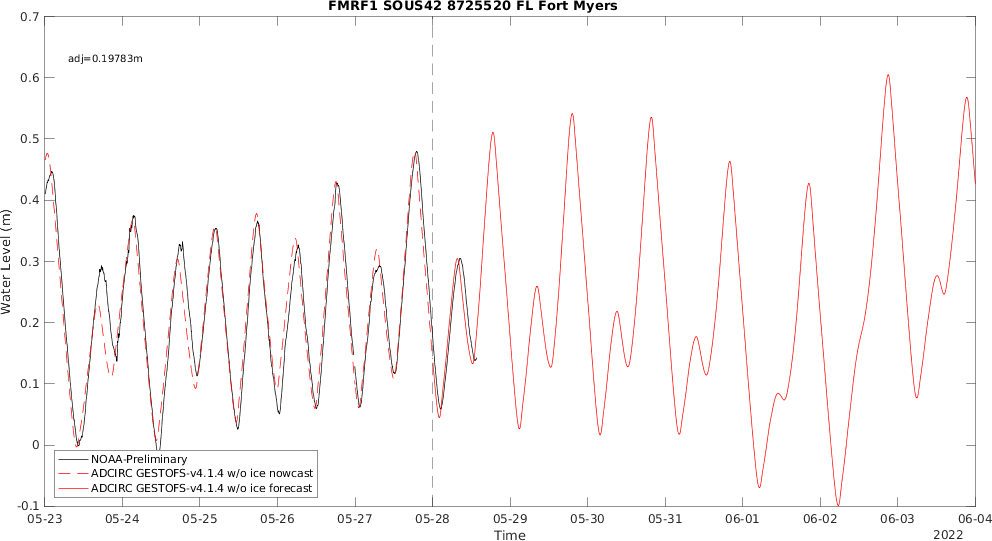 FMRF1 SOUS42 8725520 FL Fort Myers
0.7
adj=0.19783m
0.6
0.5
0.4
0.3
0.2
0.1
0
-0.1
Water Level (m)
NOAA-Preliminary
ADCIRC GESTOFS-v4.1.4 w/o ice nowcast
ADCIRC GESTOFS-v4.1.4 w/o ice forecast
05-23 05-24 05-25 05-26 05-27 05-28 05-29 05-30 05-31 06-01 06-02 06-03 06-04
Time
2022